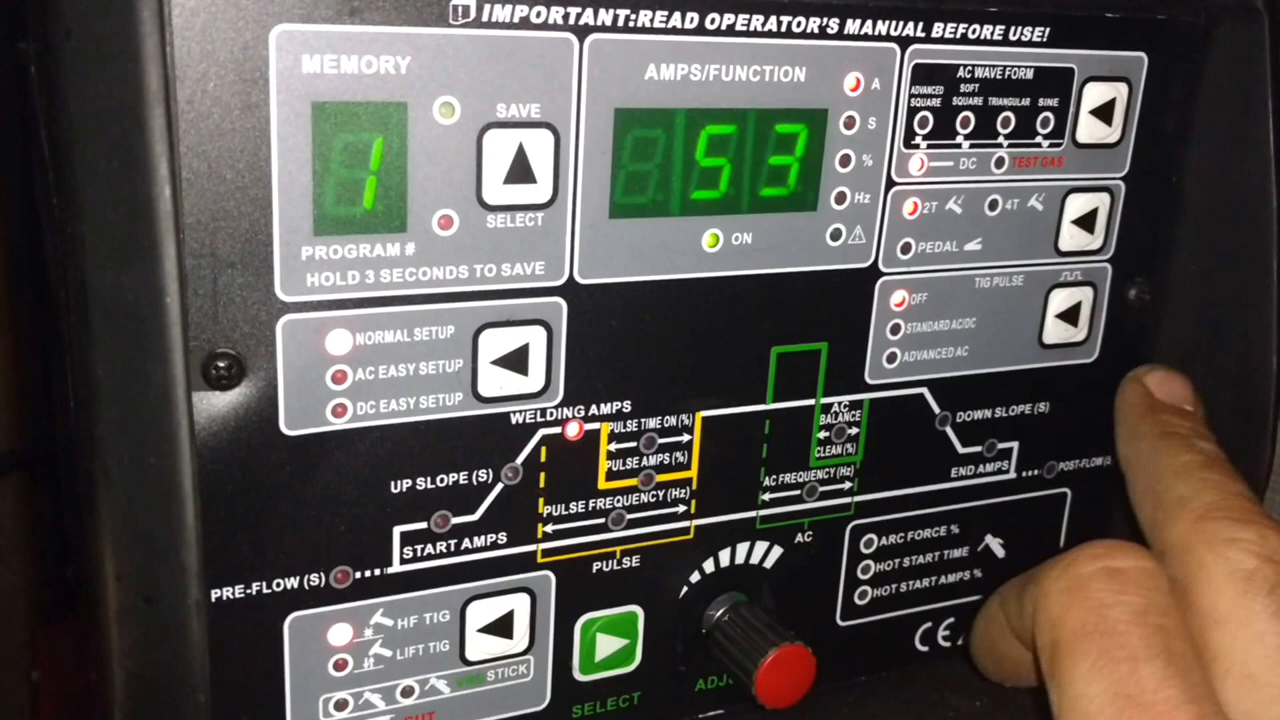 IMPORTANT:READ OPERATOR'S MANUAL BEFORE USE!
MEMORY
SAVE
1
SELECT
PROGRAM #
HOLD 3 SECONDS TO SAVE
AMPS/FUNCTION
A
S
%
Hz
53
ON
AC WAVE FORM
ADVANCED SQUARE
SOFT SQUARE
TRIANGULAR
SINE
DC
TEST GAS
2T
4T
PEDAL
TIG PULSE
OFF
STANDARD AC/DC
ADVANCED AC
NORMAL SETUP
AC EASY SETUP
DC EASY SETUP
WELDING AMPS
PULSE TIME ON (%)
PULSE AMPS (%)
PULSE FREQUENCY (Hz)
PULSE
UP SLOPE (S)
START AMPS
PRE-FLOW (S)
AC BALANCE
CLEAN (%)
AC FREQUENCY (Hz)
AC
DOWN SLOPE (S)
END AMPS
POST-FLOW (S
ARC FORCE %
HOT START TIME
HOT START AMPS %
HF TIG
LIFT TIG
STICK
SELECT
CE